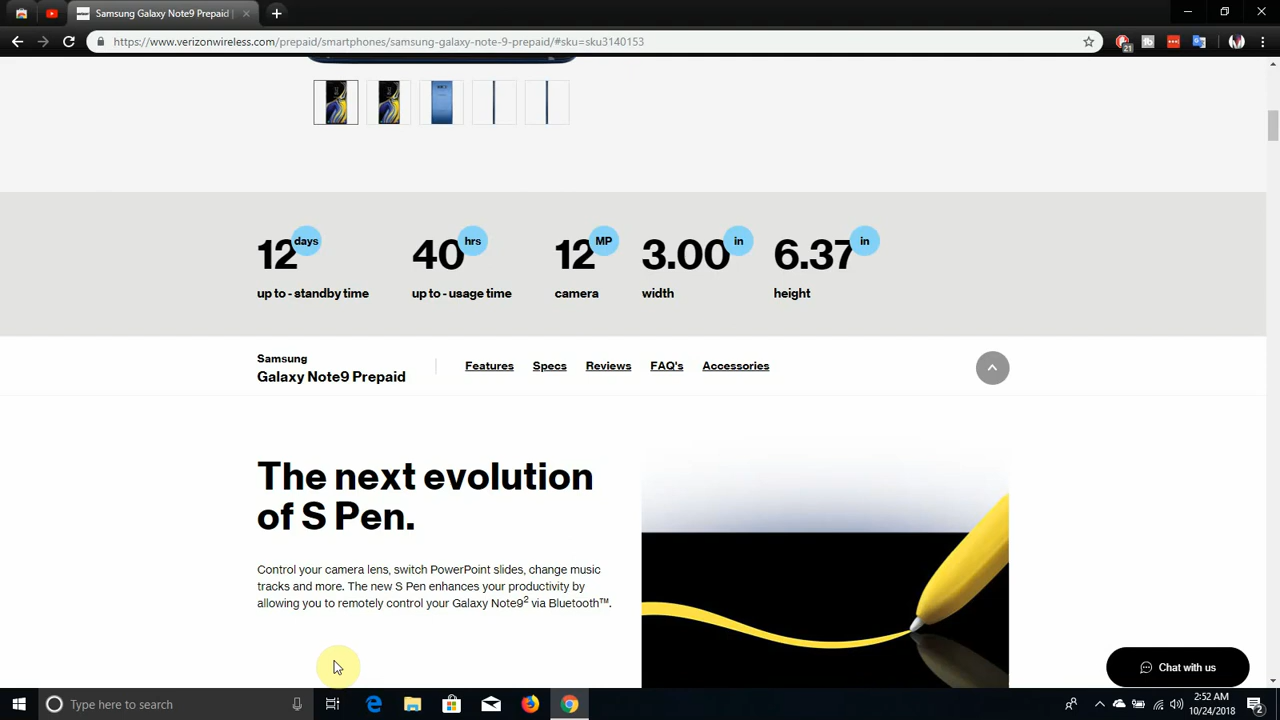 Samsung Galaxy Note9 Prepaid |
https://www.verizonwireless.com/prepaid/smartphones/samsung-galaxy-note-9-prepaid/#sku=sku3140153
21
12 days
up to - standby time
40 hrs
up to - usage time
12 MP
camera
3.00 in
width
6.37 in
height
Samsung
Galaxy Note9 Prepaid
Features
Specs
Reviews
FAQ's
Accessories
The next evolution
of S Pen.
Control your camera lens, switch PowerPoint slides, change music
tracks and more. The new S Pen enhances your productivity by
allowing you to remotely control your Galaxy Note9² via Bluetooth™.
Chat with us
Type here to search
2:52 AM
10/24/2018
2